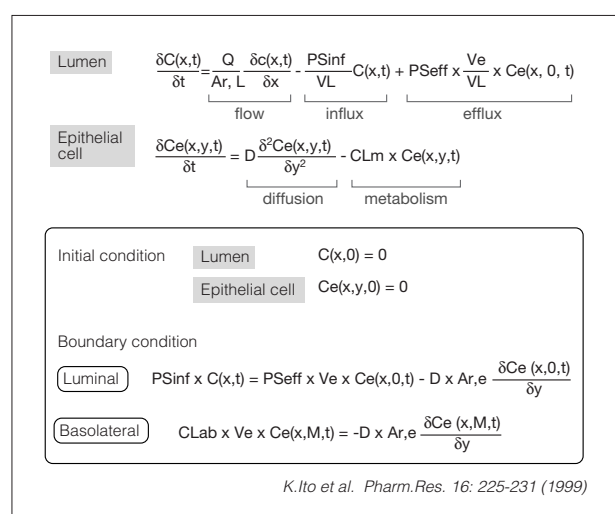 Lumen δC(x,t)/δt = Q/Ar, L δc(x,t)/δx - PSinf/VL C(x,t) + PSeff x Ve/VL x Ce(x, 0, t)
flow influx efflux
Epithelial cell δCe(x,y,t)/δt = D δ²Ce(x,y,t)/δy² - CLm x Ce(x,y,t)
diffusion metabolism
Initial condition Lumen C(x,0) = 0
Epithelial cell Ce(x,y,0) = 0
Boundary condition
Luminal PSinf x C(x,t) = PSeff x Ve x Ce(x,0,t) - D x Ar,e δCe (x,0,t)/δy
Basolateral CLab x Ve x Ce(x,M,t) = -D x Ar,e δCe (x,M,t)/δy
K.Ito et al. Pharm.Res. 16: 225-231 (1999)